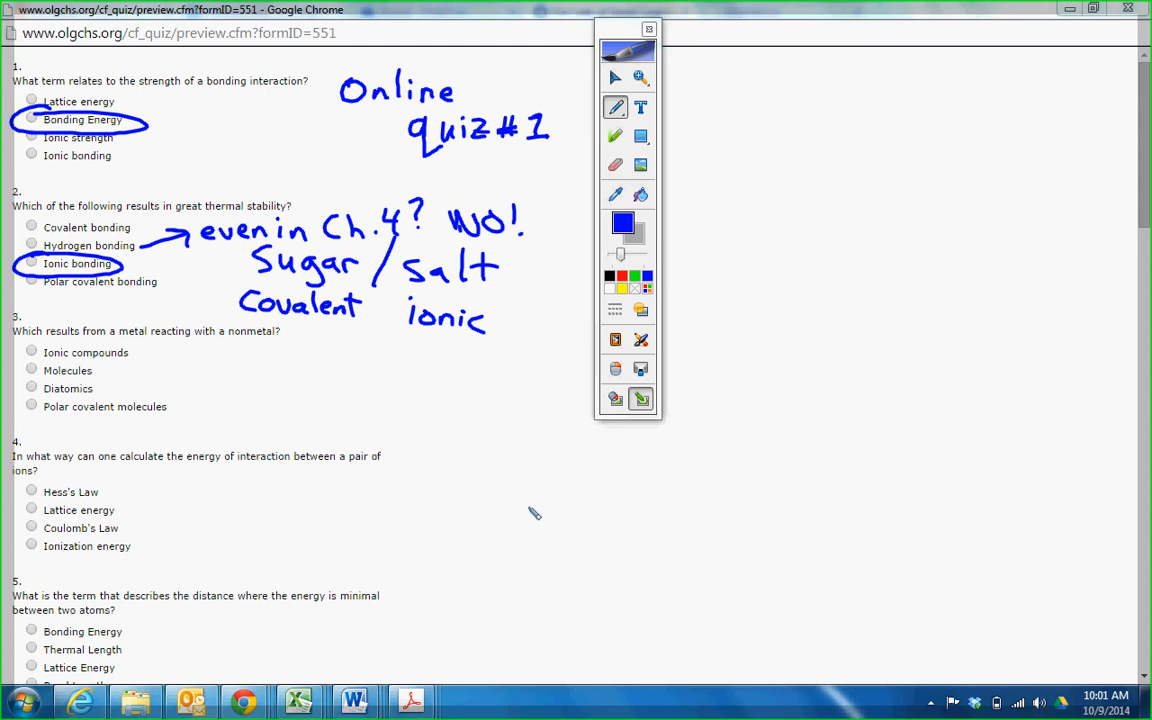 www.olgchs.org/cf_quiz/preview.cfm?formID=551 - Google Chrome
www.olgchs.org/cf_quiz/preview.cfm?formID=551
1.
What term relates to the strength of a bonding interaction?
Lattice energy
Bonding Energy
Ionic strength
Ionic bonding
Online
quiz #1
2.
Which of the following results in great thermal stability?
Covalent bonding
Hydrogen bonding
Ionic bonding
Polar covalent bonding
even in Ch. 4? NO!
Sugar / Salt
Covalent ionic
3.
Which results from a metal reacting with a nonmetal?
Ionic compounds
Molecules
Diatomics
Polar covalent molecules
4.
In what way can one calculate the energy of interaction between a pair of
ions?
Hess's Law
Lattice energy
Coulomb's Law
Ionization energy
5.
What is the term that describes the distance where the energy is minimal
between two atoms?
Bonding Energy
Thermal Length
Lattice Energy
T
10:01 AM
10/9/2014